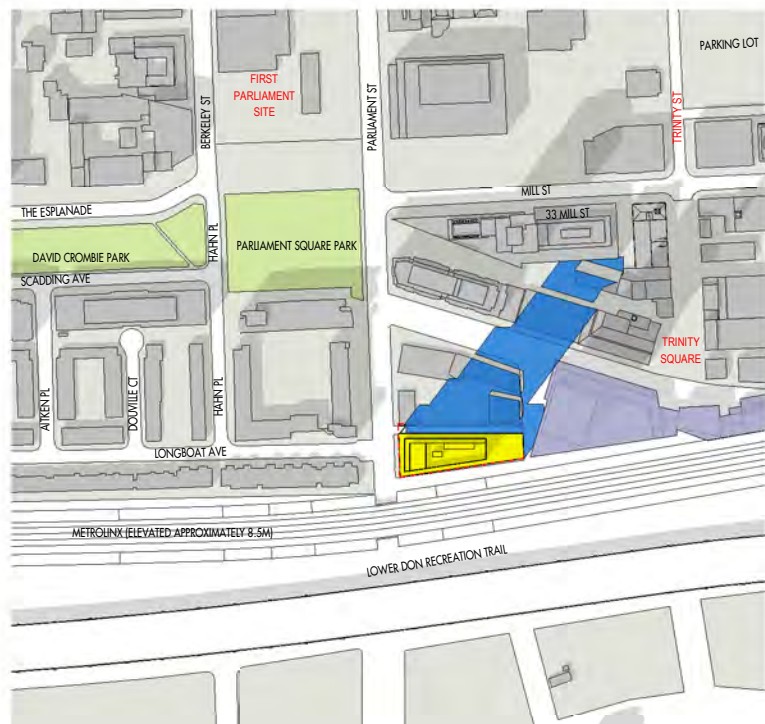 PARKING LOT
FIRST
PARLIAMENT
SITE
BERKELEY ST
PARLIAMENT ST
TRINITY ST
MILL ST
THE ESPLANADE
33 MILL ST
HAHN PL
PARLIAMENT SQUARE PARK
DAVID CROMBIE PARK
SCADDING AVE
TRINITY
SQUARE
AITKEN PL
DOUVILLE CT
HAHN PL
LONGBOAT AVE
METROLINX (ELEVATED APPROXIMATELY 8.5M)
LOWER DON RECREATION TRAIL